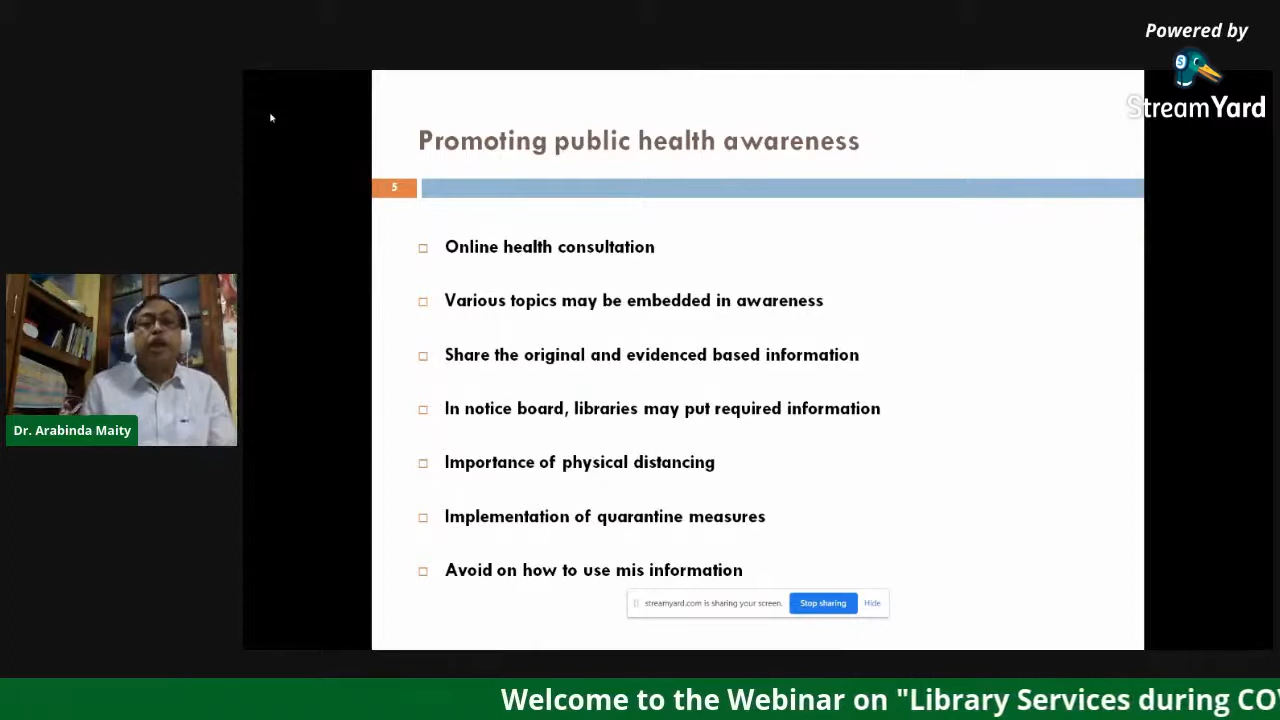 Powered by
StreamYard
Promoting public health awareness
5
Online health consultation
Various topics may be embedded in awareness
Share the original and evidenced based information
In notice board, libraries may put required information
Importance of physical distancing
Implementation of quarantine measures
Avoid on how to use mis information
streamyard.com is sharing your screen.
Stop sharing
Hide
Dr. Arabinda Maity
Welcome to the Webinar on "Library Services during CO